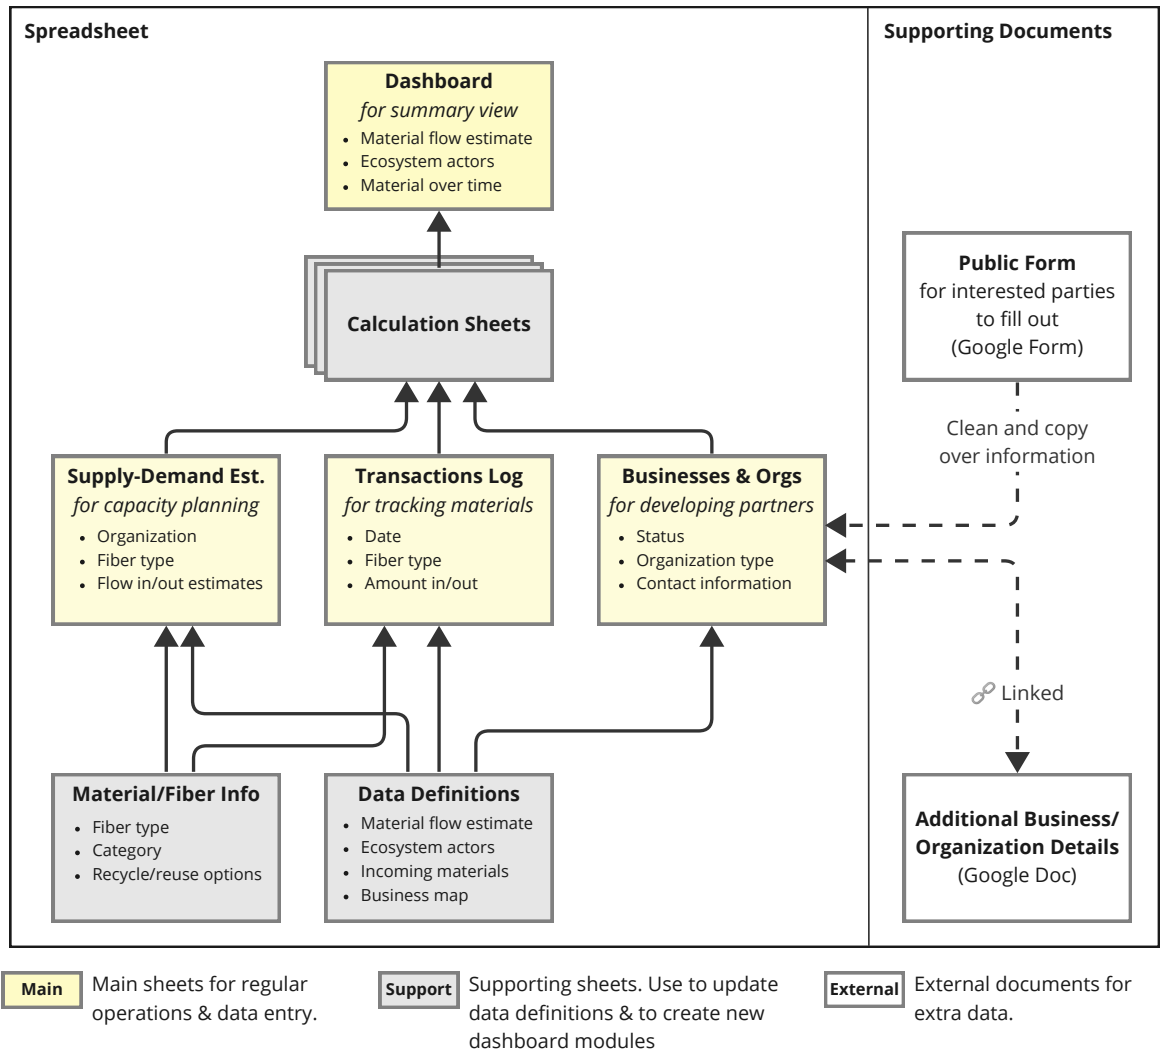 Spreadsheet
Supporting Documents
Dashboard
for summary view
• Material flow estimate
• Ecosystem actors
• Material over time
Calculation Sheets
Public Form
for interested parties
to fill out
(Google Form)
Clean and copy
over information
Supply-Demand Est.
for capacity planning
• Organization
• Fiber type
• Flow in/out estimates
Transactions Log
for tracking materials
• Date
• Fiber type
• Amount in/out
Businesses & Orgs
for developing partners
• Status
• Organization type
• Contact information
Linked
Material/Fiber Info
• Fiber type
• Category
• Recycle/reuse options
Data Definitions
• Material flow estimate
• Ecosystem actors
• Incoming materials
• Business map
Additional Business/
Organization Details
(Google Doc)
Main
Main sheets for regular
operations & data entry.
Support
Supporting sheets. Use to update
data definitions & to create new
dashboard modules
External
External documents for
extra data.